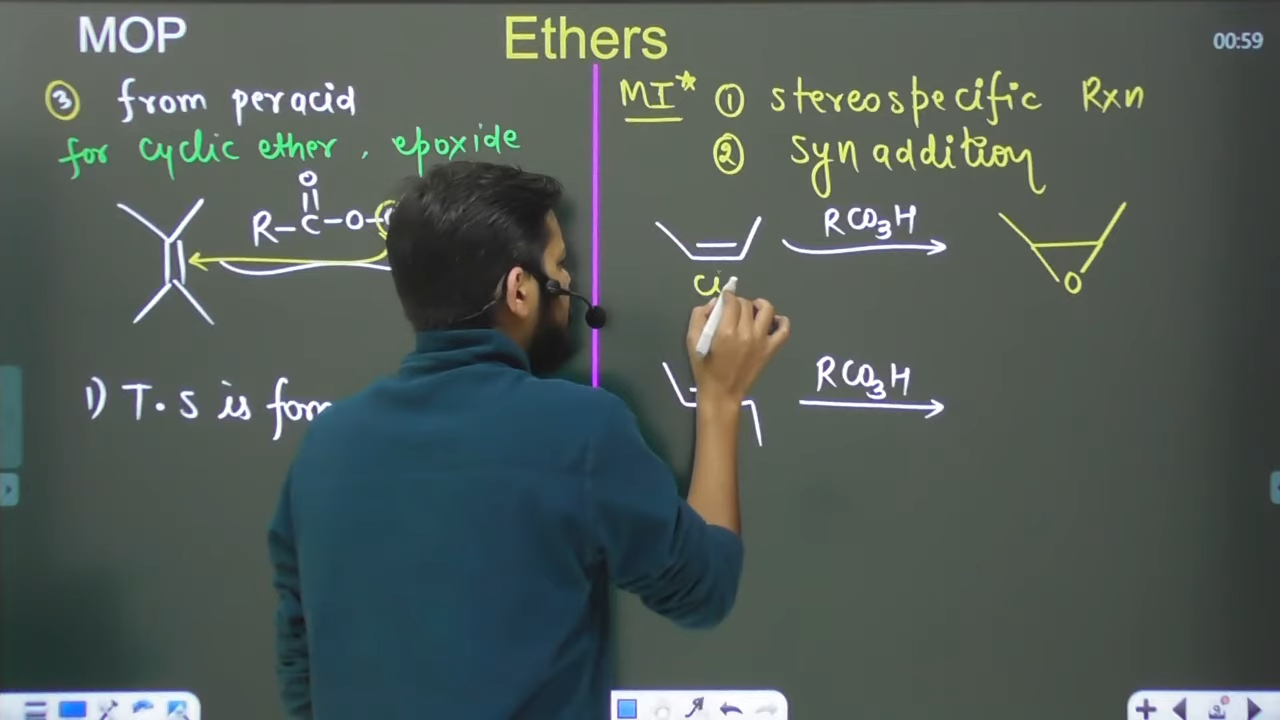 MOP
Ethers
00:59
③ from peracid
for cyclic ether, epoxide
O
R-C-O-
1) T.S is for
MI* ① stereospecific Rxn
② syn addition
RCO3H
O
ci
RCO3H